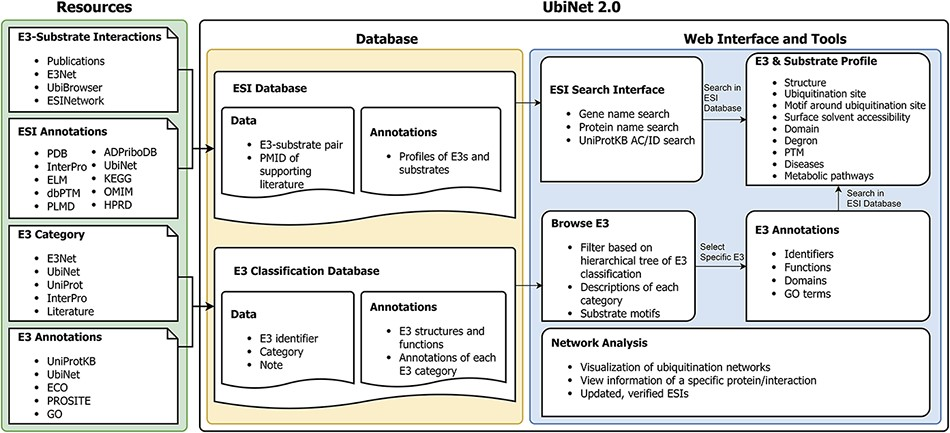 Resources
E3-Substrate Interactions
• Publications
• E3Net
• UbiBrowser
• ESINetwork
ESI Annotations
• PDB
• InterPro
• ELM
• dbPTM
• PLMD
• ADPriboDB
• UbiNet
• KEGG
• OMIM
• HPRD
E3 Category
• E3Net
• UbiNet
• UniProt
• InterPro
• Literature
E3 Annotations
• UniProtKB
• UbiNet
• ECO
• PROSITE
• GO
UbiNet 2.0
Database
ESI Database
Data
• E3-substrate pair
• PMID of
supporting
literature
Annotations
• Profiles of E3s and
substrates
E3 Classification Database
Data
• E3 identifier
• Category
• Note
Annotations
• E3 structures and
functions
• Annotations of each
E3 category
Web Interface and Tools
ESI Search Interface
• Gene name search
• Protein name search
• UniProtKB AC/ID search
Search in
ESI
Database
E3 & Substrate Profile
• Structure
• Ubiquitination site
• Motif around ubiquitination site
• Surface solvent accessibility
• Domain
• Degron
• PTM
• Diseases
• Metabolic pathways
Search in
ESI Database
Browse E3
• Filter based on
hierarchical tree of E3
classification
• Descriptions of each
category
• Substrate motifs
Select
Specific E3
E3 Annotations
• Identifiers
• Functions
• Domains
• GO terms
Network Analysis
• Visualization of ubiquitination networks
• View information of a specific protein/interaction
• Updated, verified ESIs